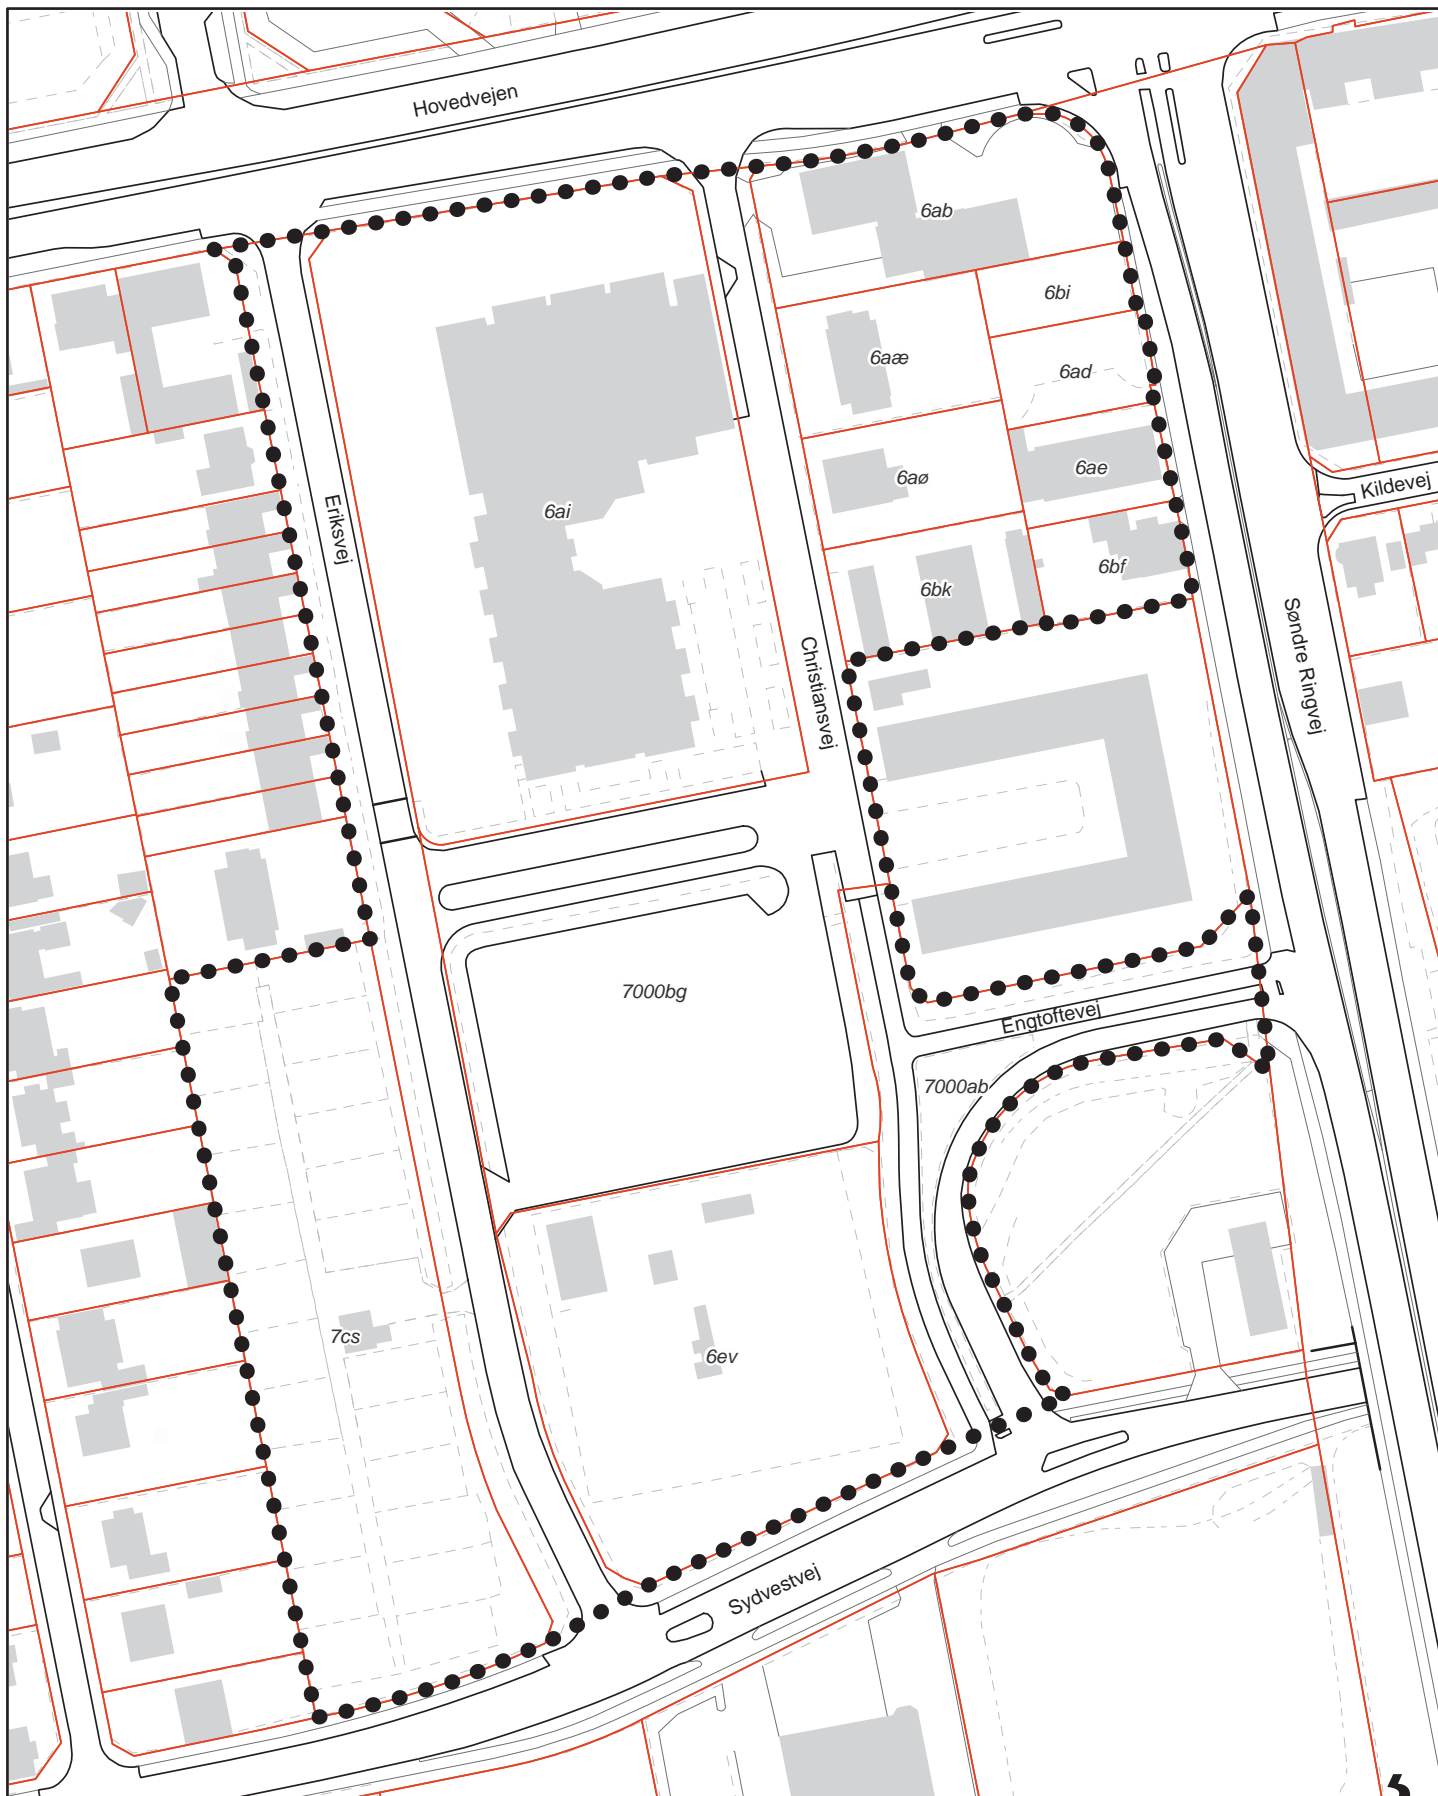 Hovedvejen
6ab
6bi
6aæ
6ad
6aø
6ae
Kildevej
Eriksvej
6ai
6bk
6bf
Søndre Ringvej
Christiansvej
7000bg
Engtoftevej
7000ab
7cs
6ev
Sydvestvej